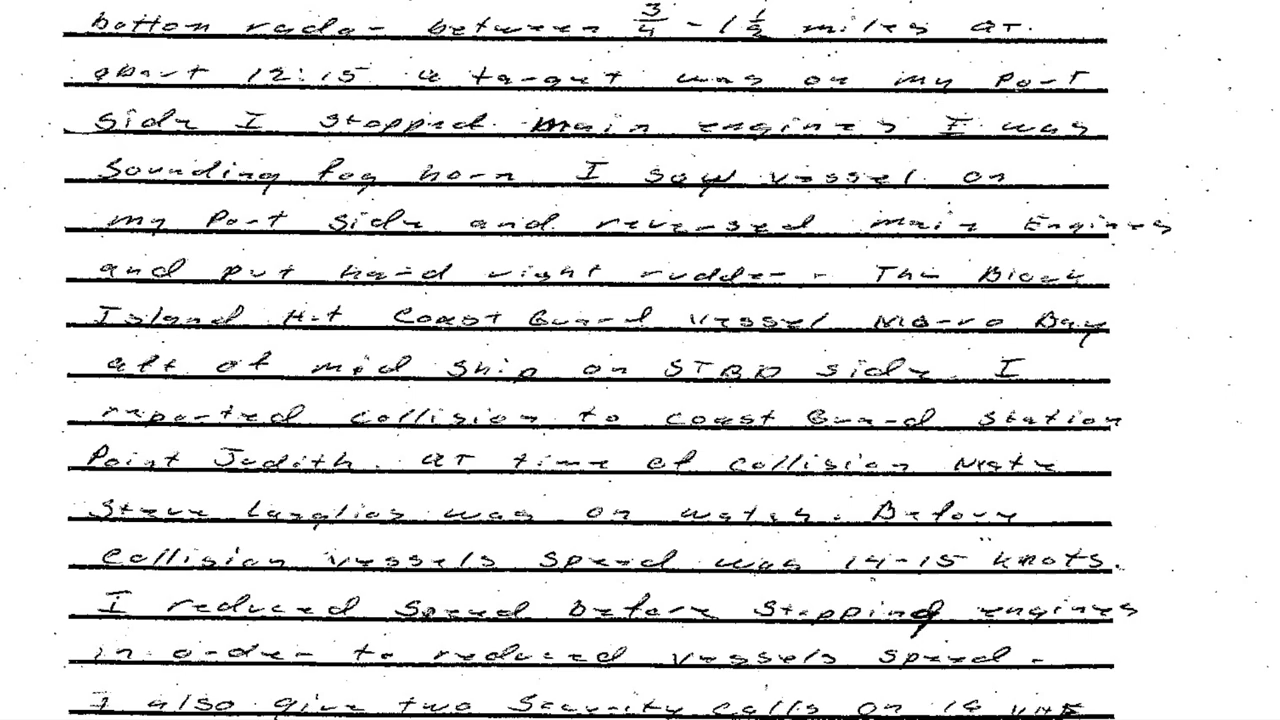 bottom radar between 3/4 - 1 1/2 miles at.
about 12:15 a target was on my Port
side I stopped main engines I was
sounding fog horn I saw vessel on
my Port side and reversed main Engines
and put hard right rudder. The Block
Island Hit Coast Guard vessel Morro Bay
aft of mid ship on STBD side. I
reported collision to Coast Guard Station
Point Judith. at time of collision Mate
Steve was on watch. Before
collision vessels speed was 14-15 knots.
I reduced speed before stopping engines
in order to reduced vessels speed.
I also give two Security calls on 16 VHF